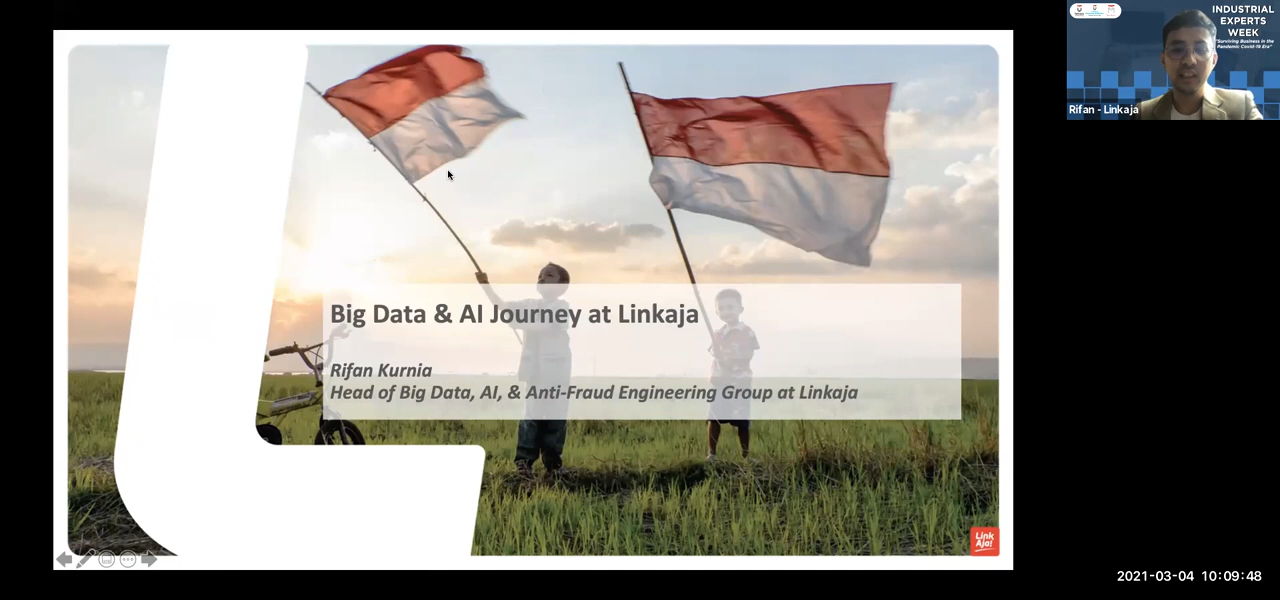 Big Data & AI Journey at Linkaja
Rifan Kurnia
Head of Big Data, AI, & Anti-Fraud Engineering Group at Linkaja
Link
Aja!
INDUSTRIAL
EXPERTS
WEEK
"Surviving Business in the
Pandemic Covid-19 Era"
Rifan - Linkaja
2021-03-04 10:09:48